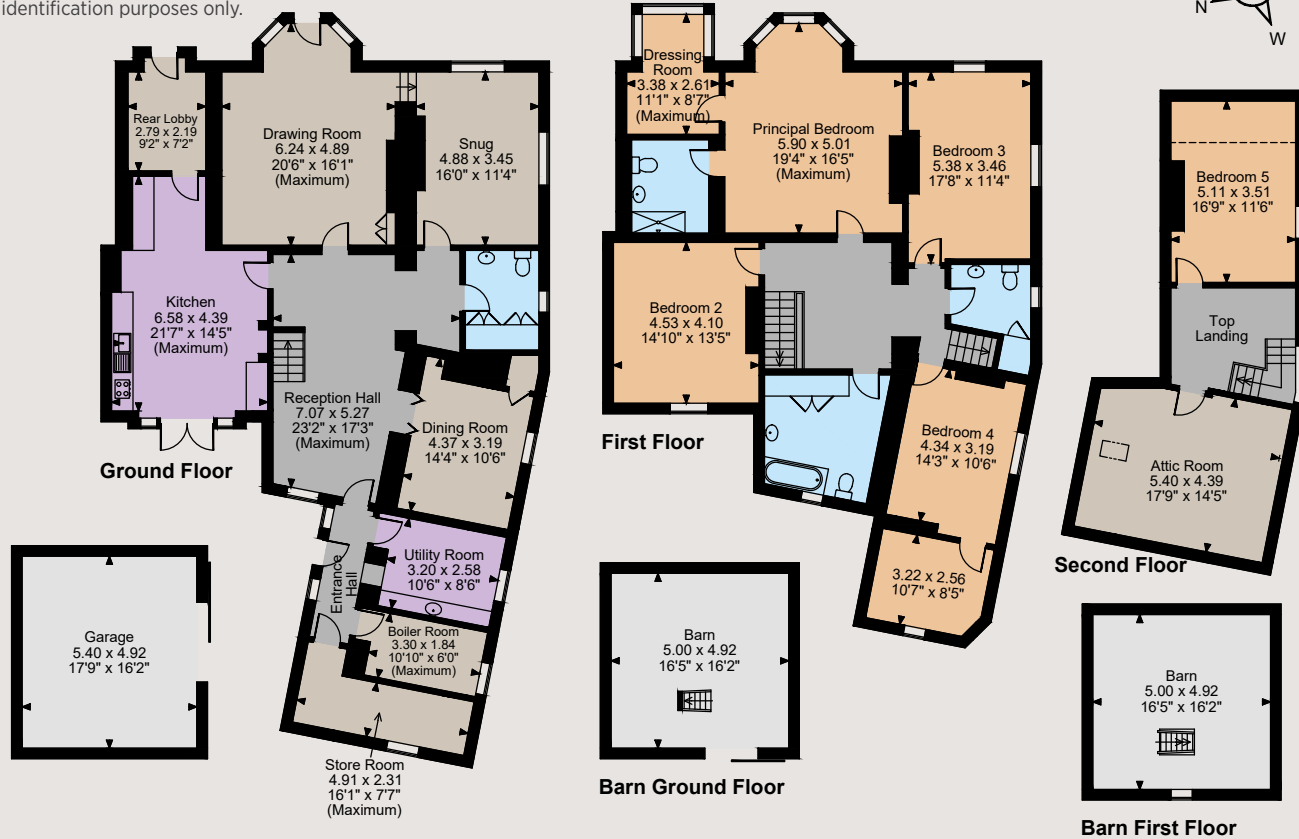 identification purposes only.
N
W
Rear Lobby
2.79 x 2.19
9'2" x 7'2"
Drawing Room
6.24 x 4.89
20'6" x 16'1"
(Maximum)
Snug
4.88 x 3.45
16'0" x 11'4"
Kitchen
6.58 x 4.39
21'7" x 14'5"
(Maximum)
Reception Hall
7.07 x 5.27
23'2" x 17'3"
(Maximum)
Dining Room
4.37 x 3.19
14'4" x 10'6"
Ground Floor
Entrance
Hall
Utility Room
3.20 x 2.58
10'6" x 8'6"
Boiler Room
3.30 x 1.84
10'10" x 6'0"
(Maximum)
Store Room
4.91 x 2.31
16'1" x 7'7"
(Maximum)
Garage
5.40 x 4.92
17'9" x 16'2"
Dressing
Room
3.38 x 2.61
11'1" x 8'7"
(Maximum)
Principal Bedroom
5.90 x 5.01
19'4" x 16'5"
(Maximum)
Bedroom 3
5.38 x 3.46
17'8" x 11'4"
Bedroom 2
4.53 x 4.10
14'10" x 13'5"
First Floor
Bedroom 4
4.34 x 3.19
14'3" x 10'6"
3.22 x 2.56
10'7" x 8'5"
Barn
5.00 x 4.92
16'5" x 16'2"
Barn Ground Floor
Bedroom 5
5.11 x 3.51
16'9" x 11'6"
Top
Landing
Attic Room
5.40 x 4.39
17'9" x 14'5"
Second Floor
Barn
5.00 x 4.92
16'5" x 16'2"
Barn First Floor